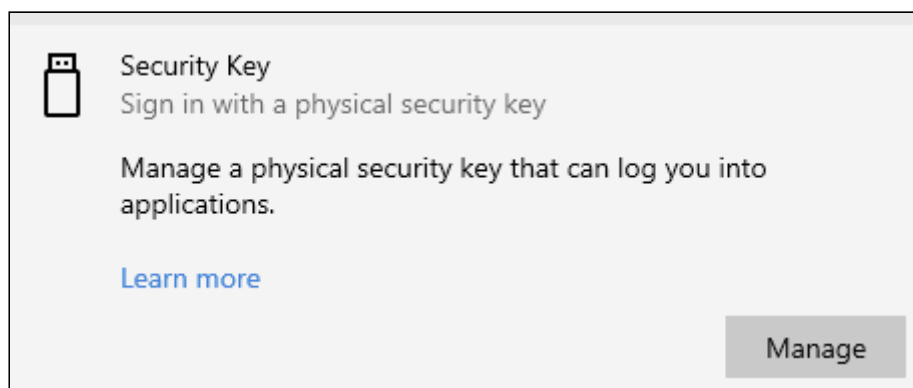 Security Key
Sign in with a physical security key
Manage a physical security key that can log you into
applications.
Learn more
Manage